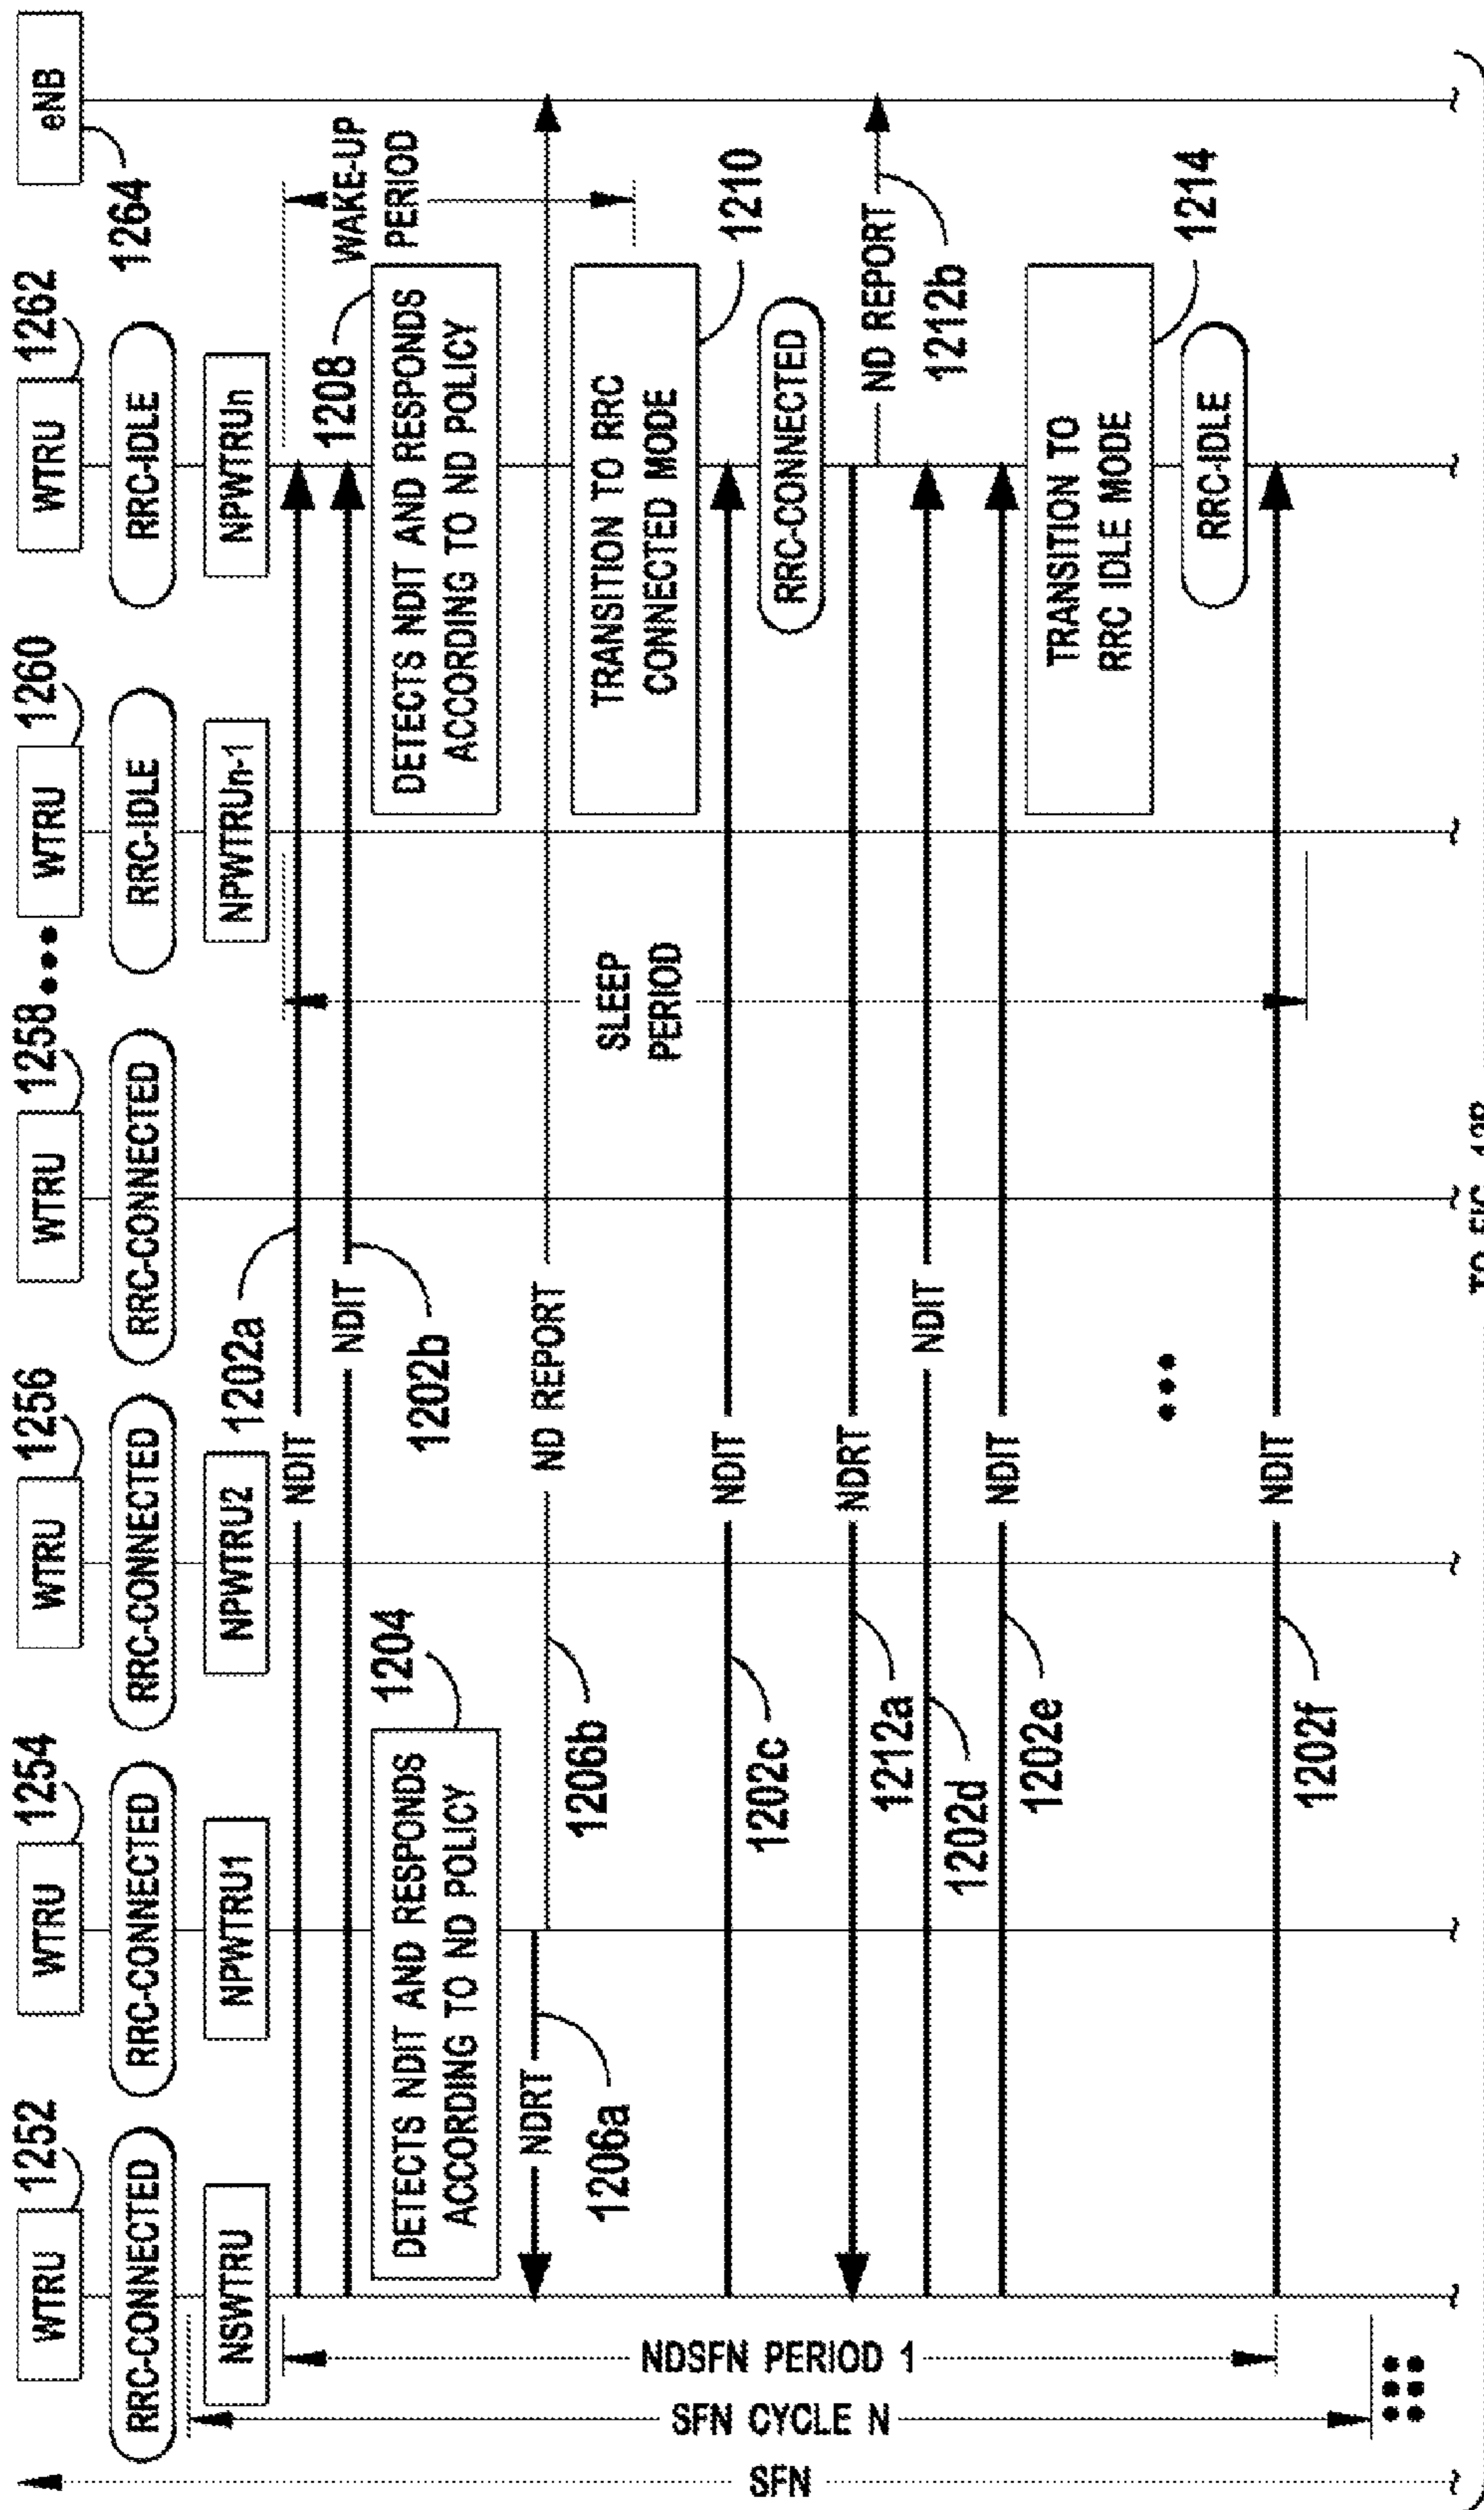 WTRU 1252
WTRU 1254
WTRU 1256
WTRU 1258
•••
WTRU 1260
WTRU 1262
eNB
1264
RRC-CONNECTED
RRC-CONNECTED
RRC-CONNECTED
RRC-CONNECTED
RRC-IDLE
RRC-IDLE
NSWTRU
NPWTRU1
NPWTRU2
NPWTRUn-1
NPWTRUn
1202a
NDIT
NDIT
1202b
WAKE-UP
PERIOD
1204
DETECTS NDIT AND RESPONDS
ACCORDING TO ND POLICY
1208
DETECTS NDIT AND RESPONDS
ACCORDING TO ND POLICY
NDRT
1206a
ND REPORT
1206b
SLEEP
PERIOD
TRANSITION TO RRC
CONNECTED MODE
1210
NDIT
1202c
RRC-CONNECTED
NDRT
1212a
ND REPORT
1212b
NDIT
1202d
NDIT
1202e
•••
TRANSITION TO
RRC IDLE MODE
1214
RRC-IDLE
NDIT
1202f
NDSFN PERIOD 1
SFN CYCLE N
SFN